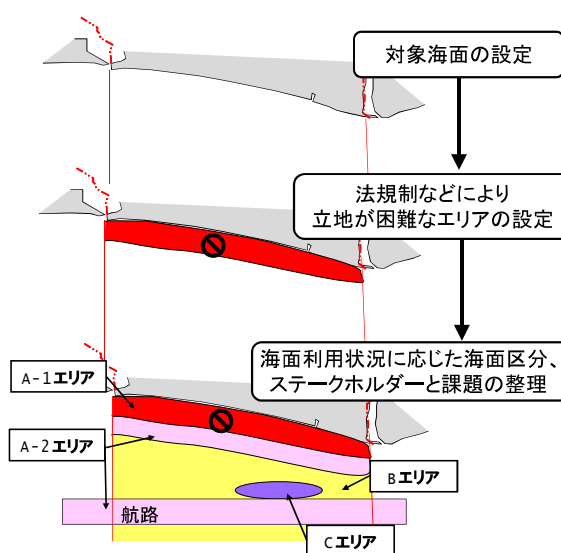 対象海面の設定
法規制などにより
立地が困難なエリアの設定
海面利用状況に応じた海面区分、
ステークホルダーと課題の整理
A-1エリア
A-2エリア
Bエリア
航路
Cエリア